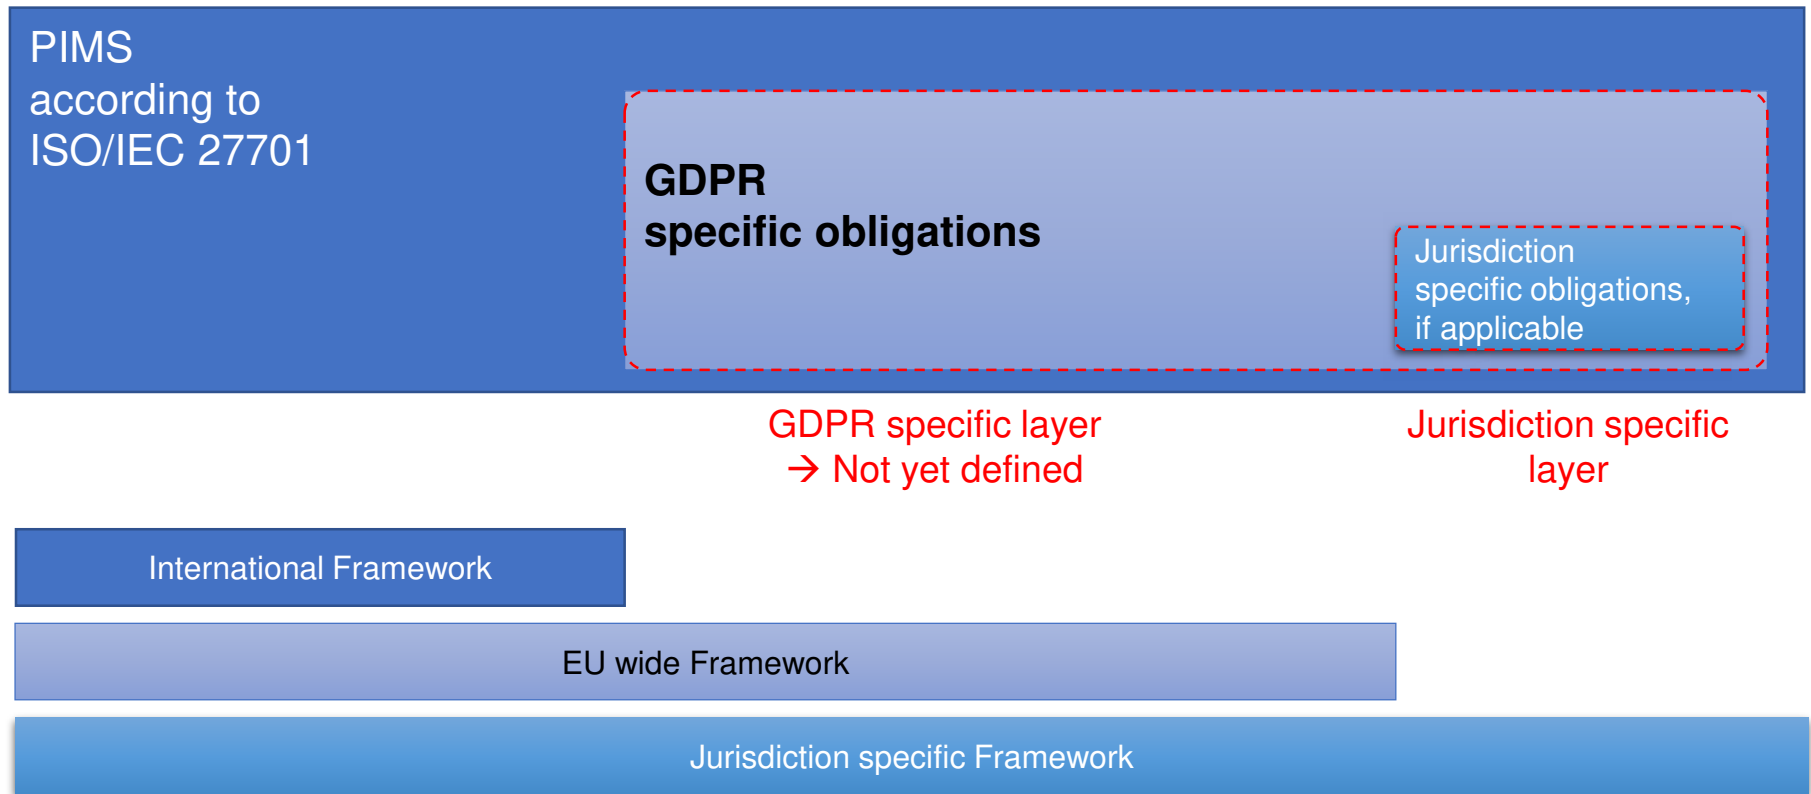 PIMS
according to
ISO/IEC 27701
GDPR
specific obligations
Jurisdiction
specific obligations,
if applicable
GDPR specific layer
→ Not yet defined
Jurisdiction specific
layer
International Framework
EU wide Framework
Jurisdiction specific Framework